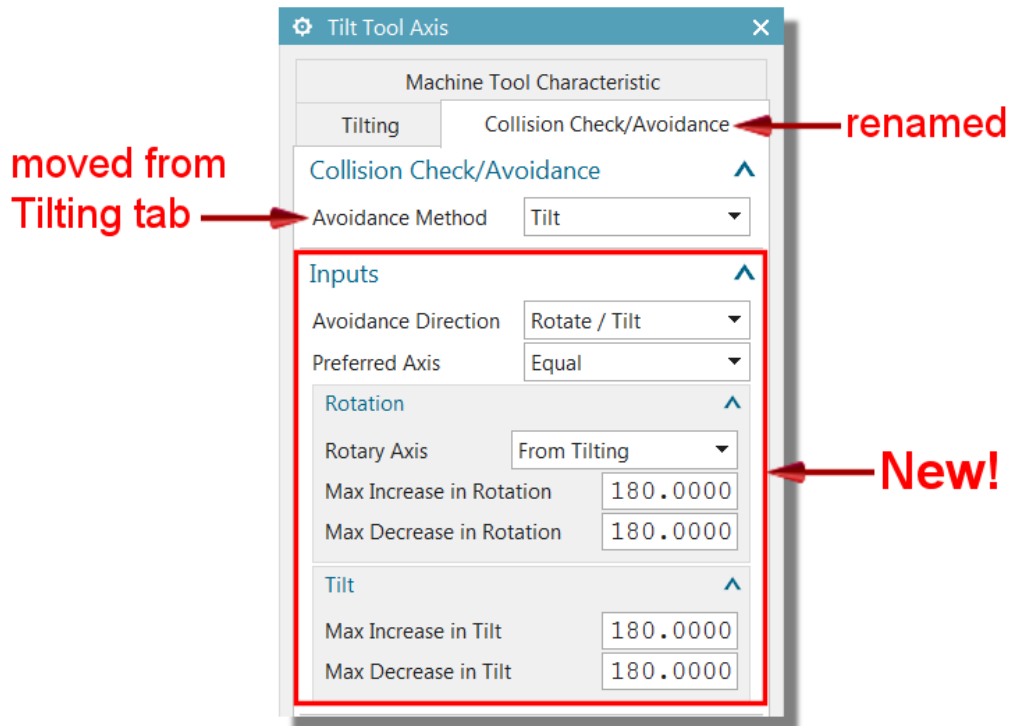 Tilt Tool Axis
Machine Tool Characteristic
Tilting
Collision Check/Avoidance
renamed
moved from
Tilting tab
Collision Check/Avoidance
Avoidance Method Tilt
Inputs
Avoidance Direction Rotate / Tilt
Preferred Axis Equal
Rotation
Rotary Axis From Tilting
Max Increase in Rotation 180.0000
Max Decrease in Rotation 180.0000
New!
Tilt
Max Increase in Tilt 180.0000
Max Decrease in Tilt 180.0000